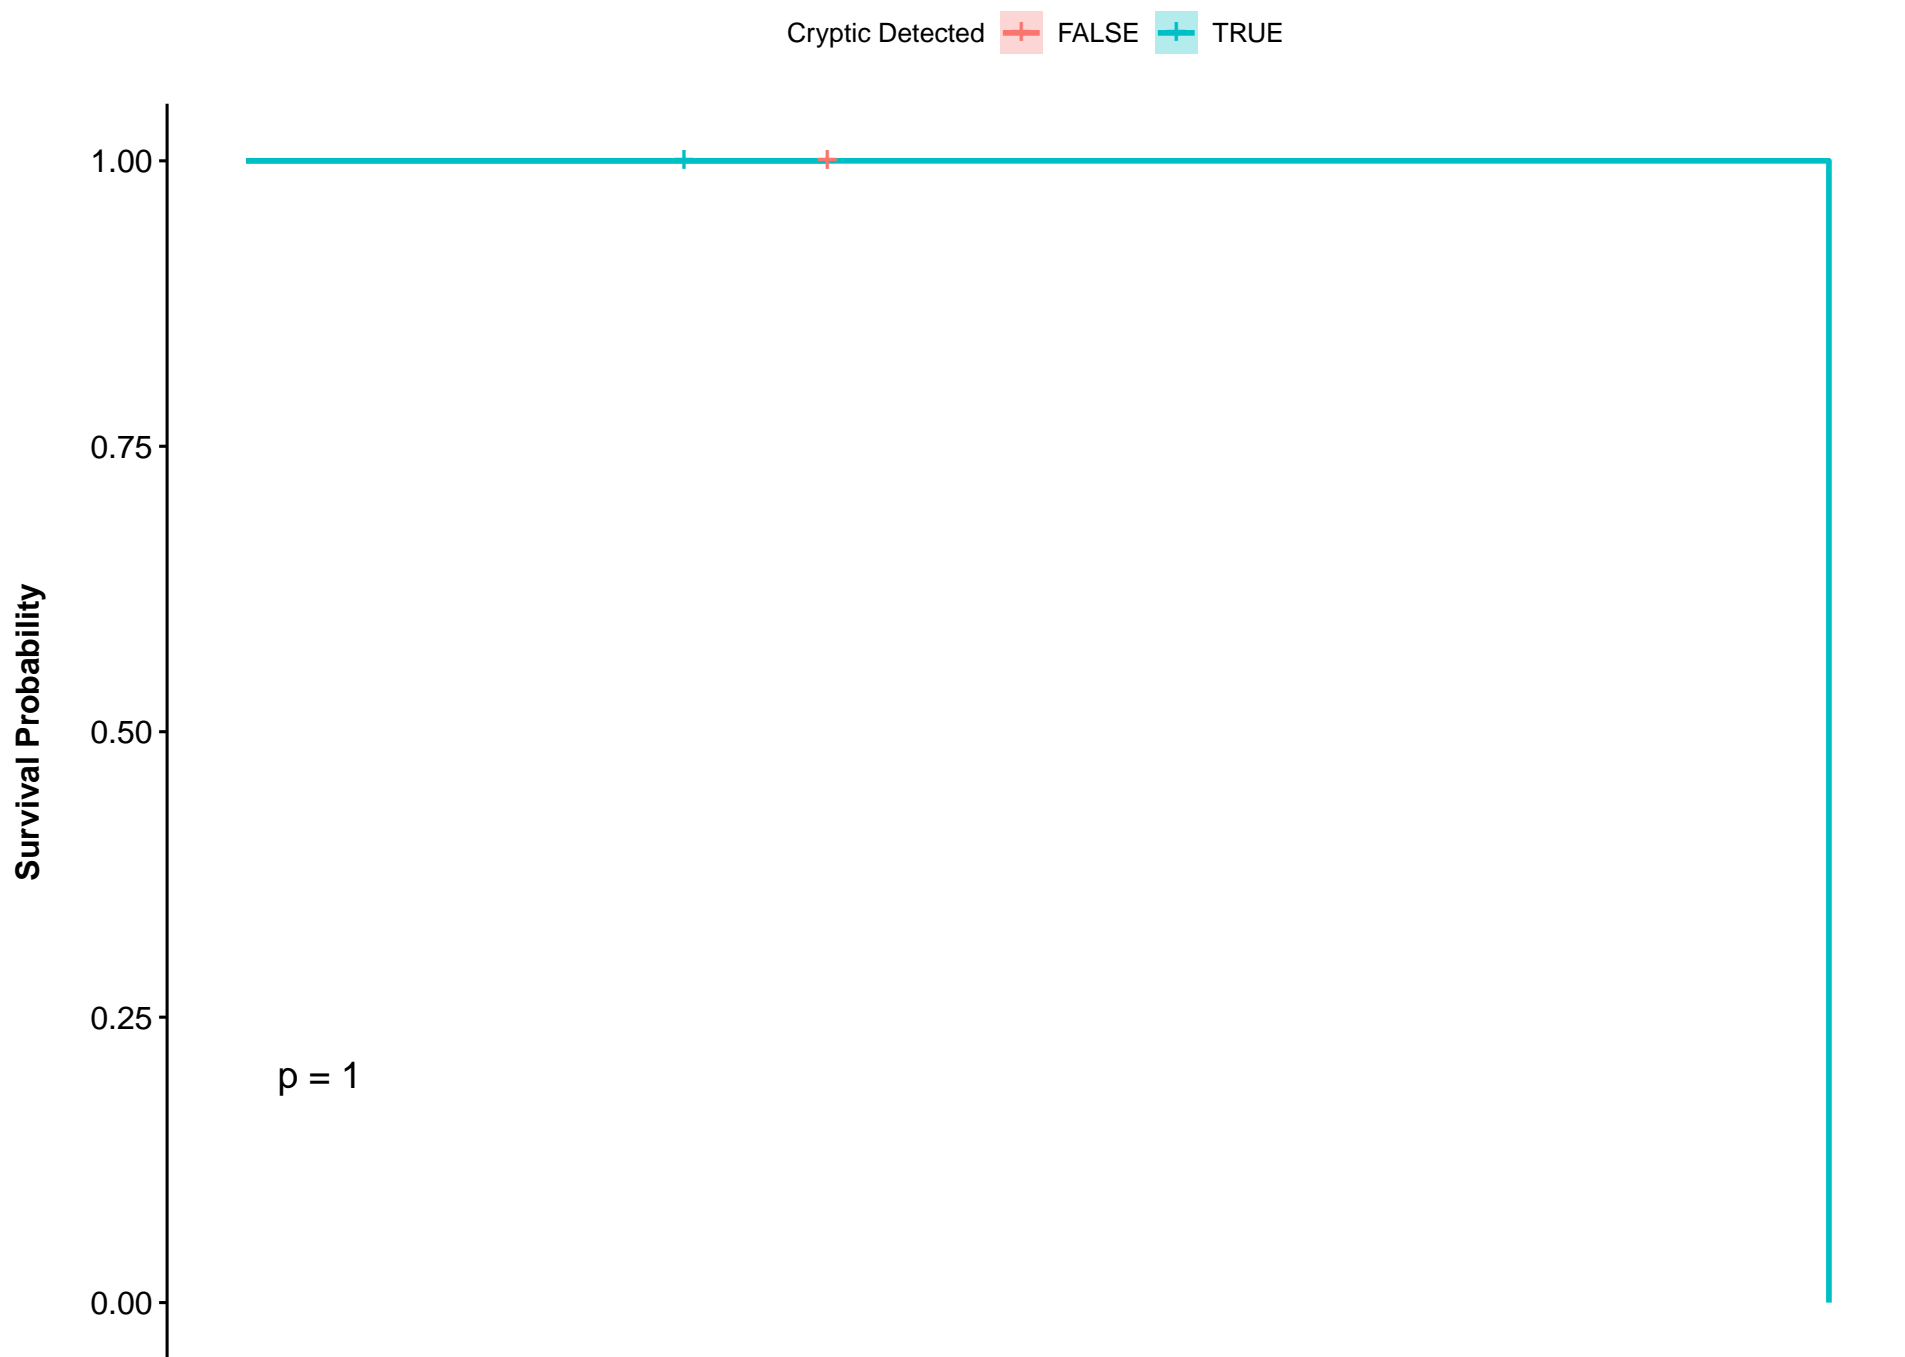 Cryptic Detected FALSE TRUE
1.00
0.75
0.50
0.25
0.00
Survival Probability
p = 1